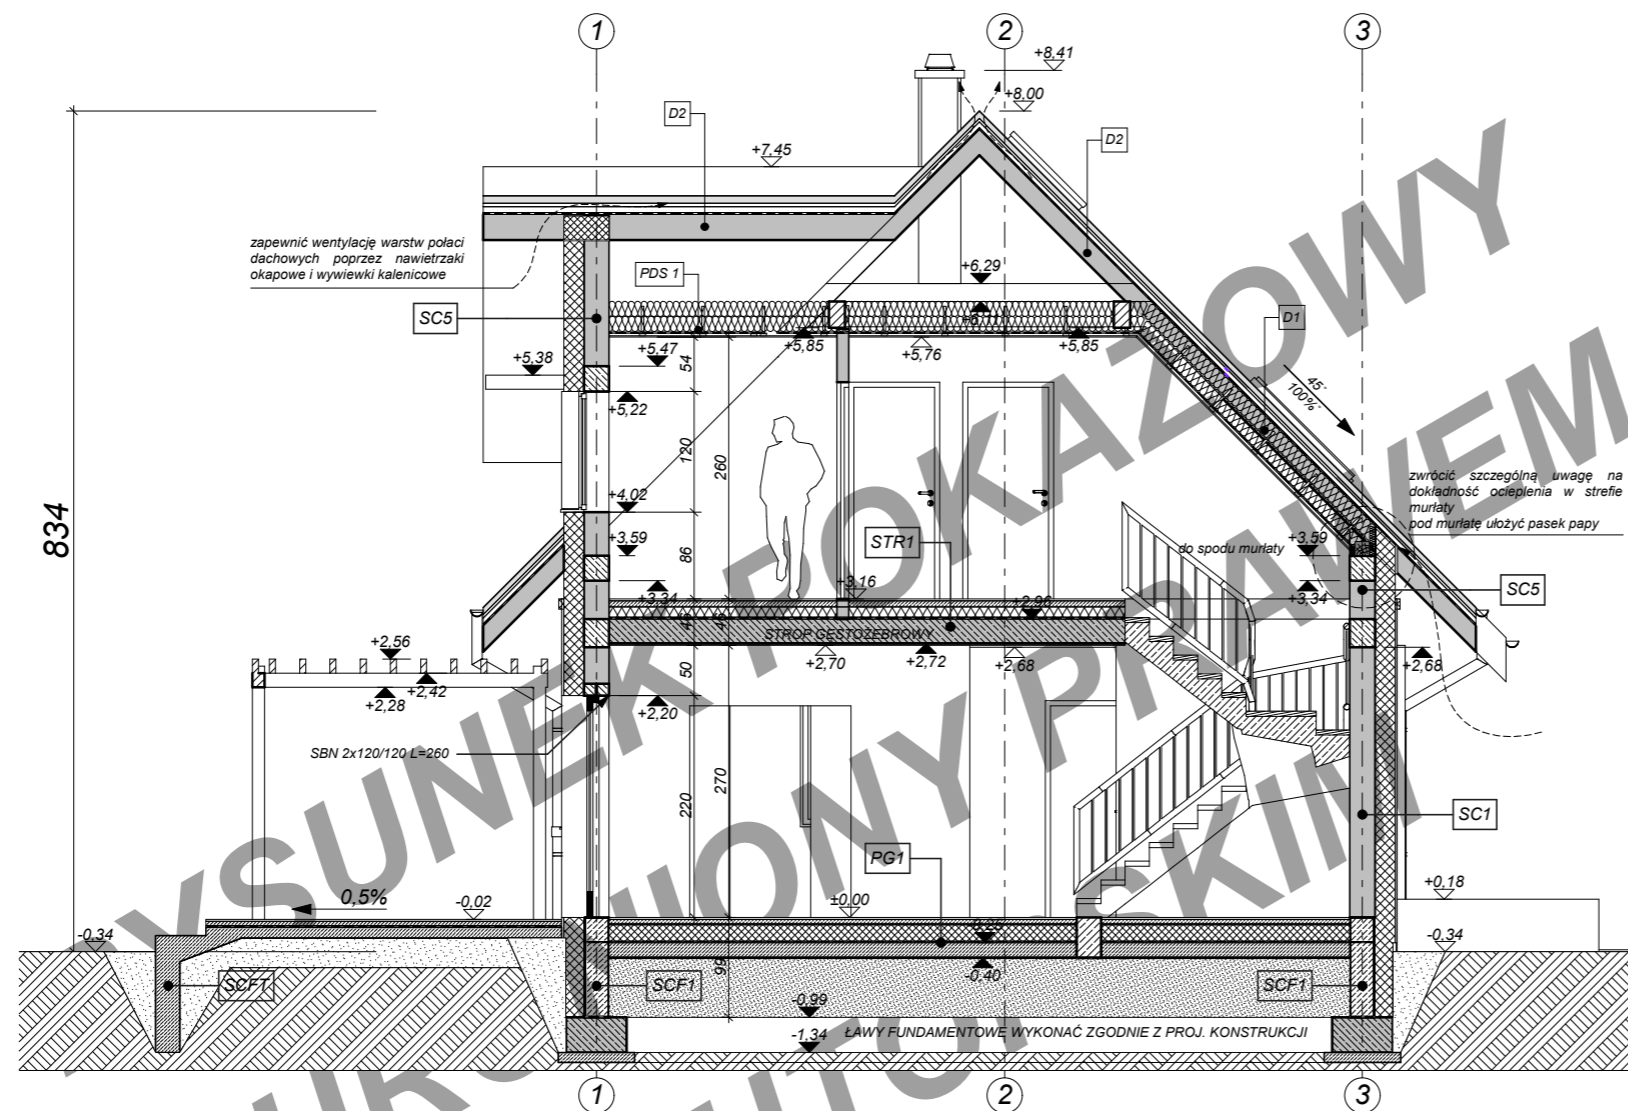 1
2
3
+8,41
+8,00
D2
D2
+7,45
zapewnić wentylację warstw połaci
dachowych poprzez nawietrzaki
okapowe i wywiewki kalenicowe
PDS 1
+6,29
+6,11
SC5
D1
+5,38
+5,47
54
+5,85
+5,76
+5,85
45°
100%
+5,22
120
260
zwrócić szczególną uwagę na
dokładność ocieplenia w strefie
murłaty
pod murłatę ułożyć pasek papy
834
+4,02
+3,59
86
STR1
do spodu murłaty
+3,59
+3,34
+3,16
+3,34
SC5
46
46
+2,96
STROP GĘSTOŻEBROWY
+2,56
+2,42
+2,28
50
+2,70
+2,72
+2,68
+2,68
+2,20
SBN 2x120/120 L=260
220
270
PG1
SC1
0,5%
-0,02
±0,00
+0,18
-0,34
-0,34
99
-0,40
SCFT
SCF1
SCF1
-0,99
-1,34
ŁAWY FUNDAMENTOWE WYKONAĆ ZGODNIE Z PROJ. KONSTRUKCJI
1
2
3
RYSUNEK POKAZOWY
PRAWEM